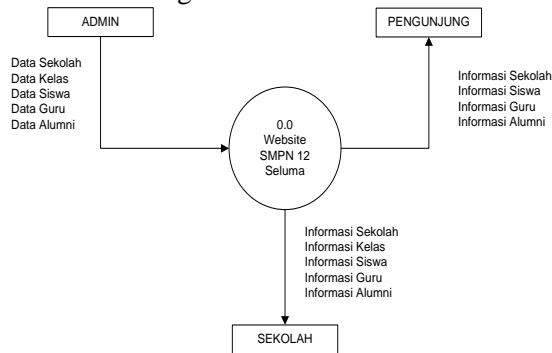 ADMIN
PENGUNJUNG
Data Sekolah
Data Kelas
Data Siswa
Data Guru
Data Alumni
Informasi Sekolah
Informasi Siswa
Informasi Guru
Informasi Alumni
0.0
Website
SMPN 12
Seluma
Informasi Sekolah
Informasi Kelas
Informasi Siswa
Informasi Guru
Informasi Alumni
SEKOLAH